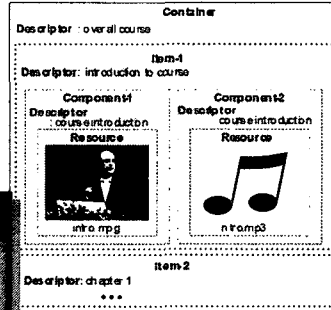 Container
Descriptor : overall course
Item-1
Descriptor: introduction to course
Component-1
Descriptor
: course introduction
Resource
intro.mpg
Component-2
Descriptor
: course introduction
Resource
intro.mp3
Item-2
Descriptor: chapter 1
•••